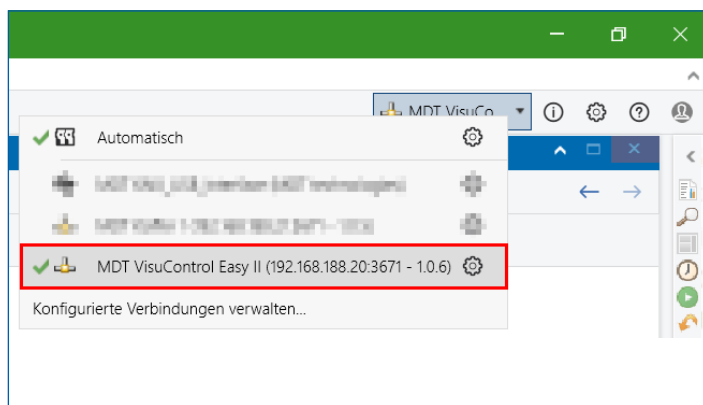 MDT VisuCo
Automatisch
MDT VisuControl Easy II (192.168.188.20:3671 - 1.0.6)
Konfigurierte Verbindungen verwalten...